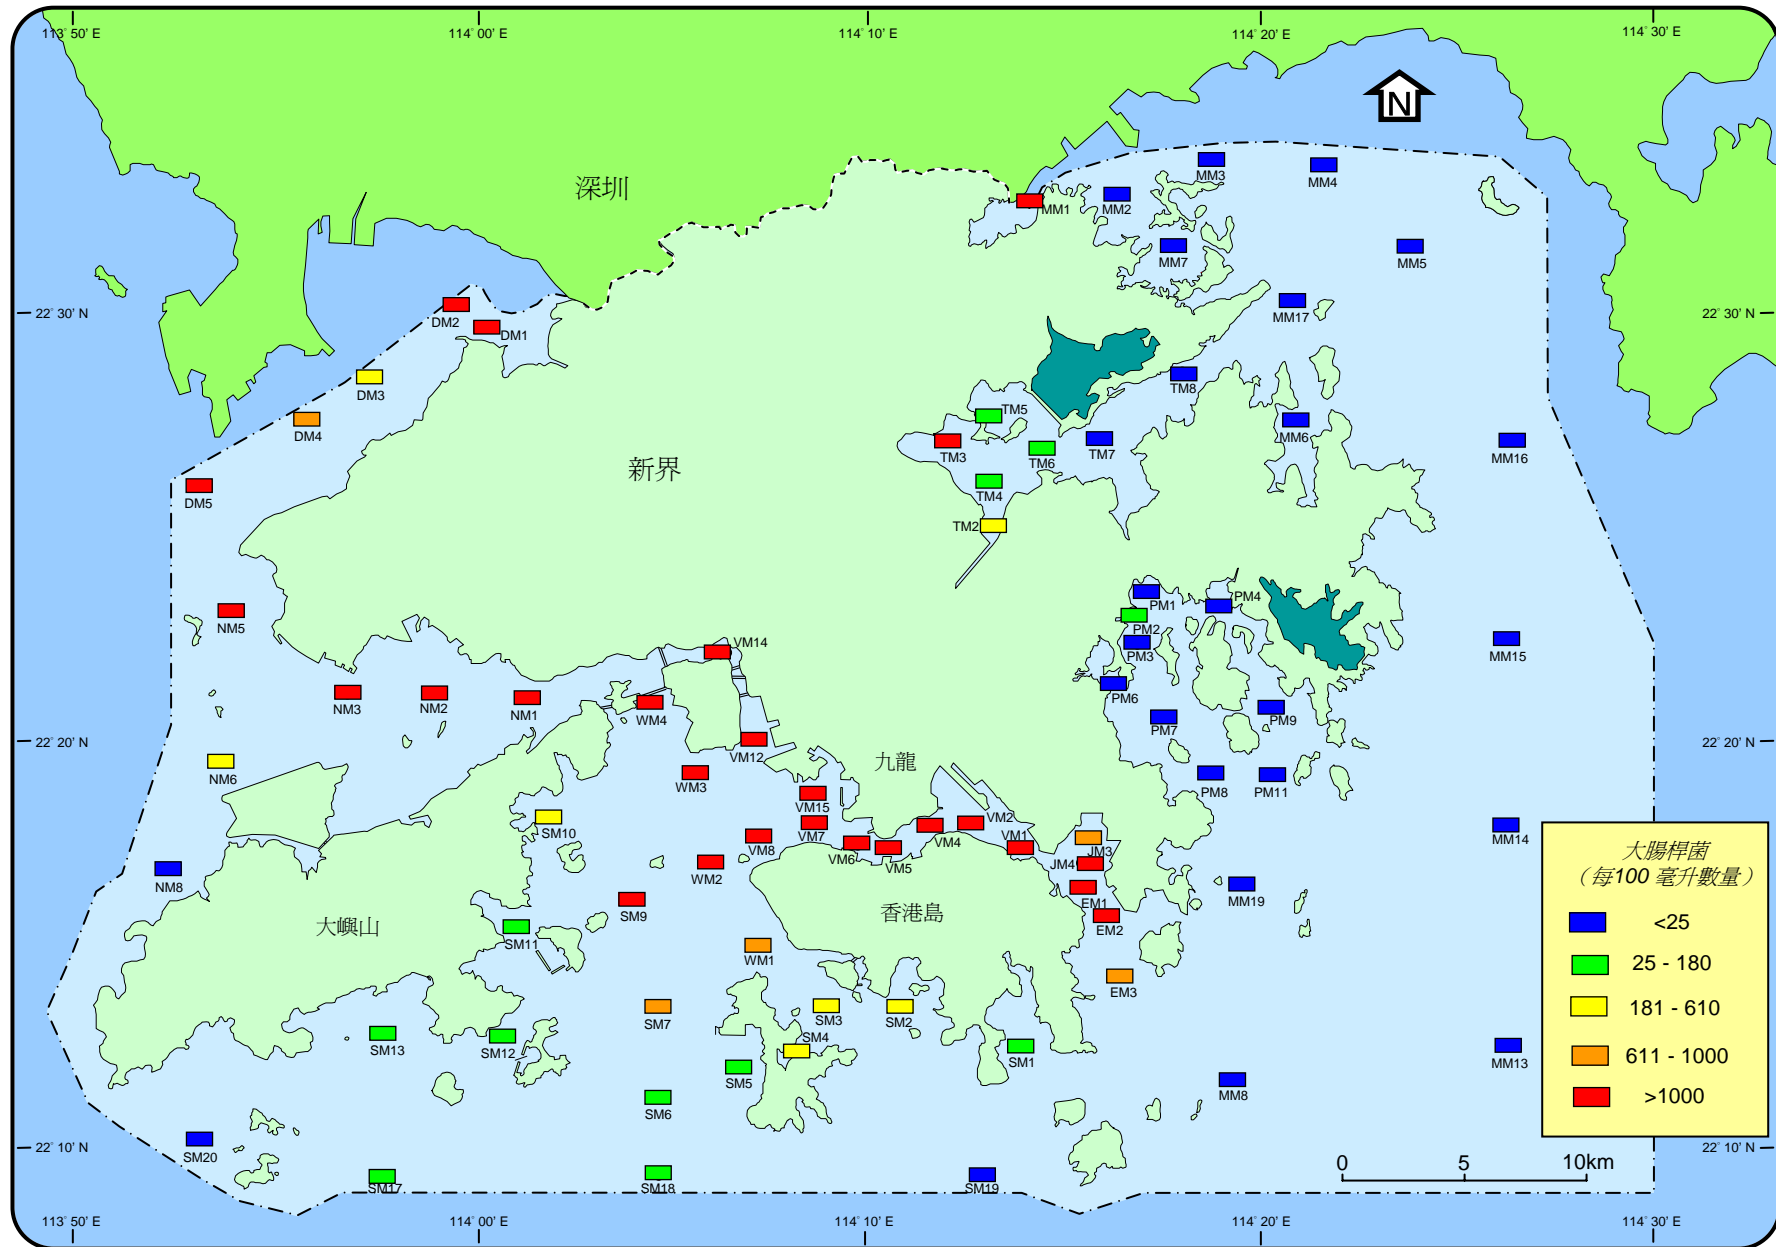 113° 50' E
114° 00' E
114° 10' E
114° 20' E
114° 30' E
N
深圳
MM3
MM4
MM1
MM2
MM7
MM5
MM17
22° 30' N
22° 30' N
DM2
DM1
DM3
DM4
TM8
TM5
TM3
TM6
TM7
MM6
MM16
新界
DM5
TM4
TM2
PM1
PM4
PM2
PM3
NM5
VM14
MM15
PM6
NM3
NM2
NM1
WM4
PM7
PM9
22° 20' N
22° 20' N
VM12
九龍
NM6
WM3
PM8
PM11
VM15
SM10
VM7
VM2
VM8
VM6
VM4
VM1
JM3
MM14
VM5
JM4
WM2
NM8
MM19
EM1
SM9
大嶼山
香港島
EM2
SM11
WM1
EM3
SM7
SM3
SM2
SM4
SM13
SM12
SM1
MM13
SM5
MM8
SM6
SM20
SM17
SM18
SM19
大腸桿菌
（每100 毫升數量）
<25
25 - 180
181 - 610
611 - 1000
>1000
22° 10' N
22° 10' N
0 5 10km
113° 50' E
114° 00' E
114° 10' E
114° 20' E
114° 30' E